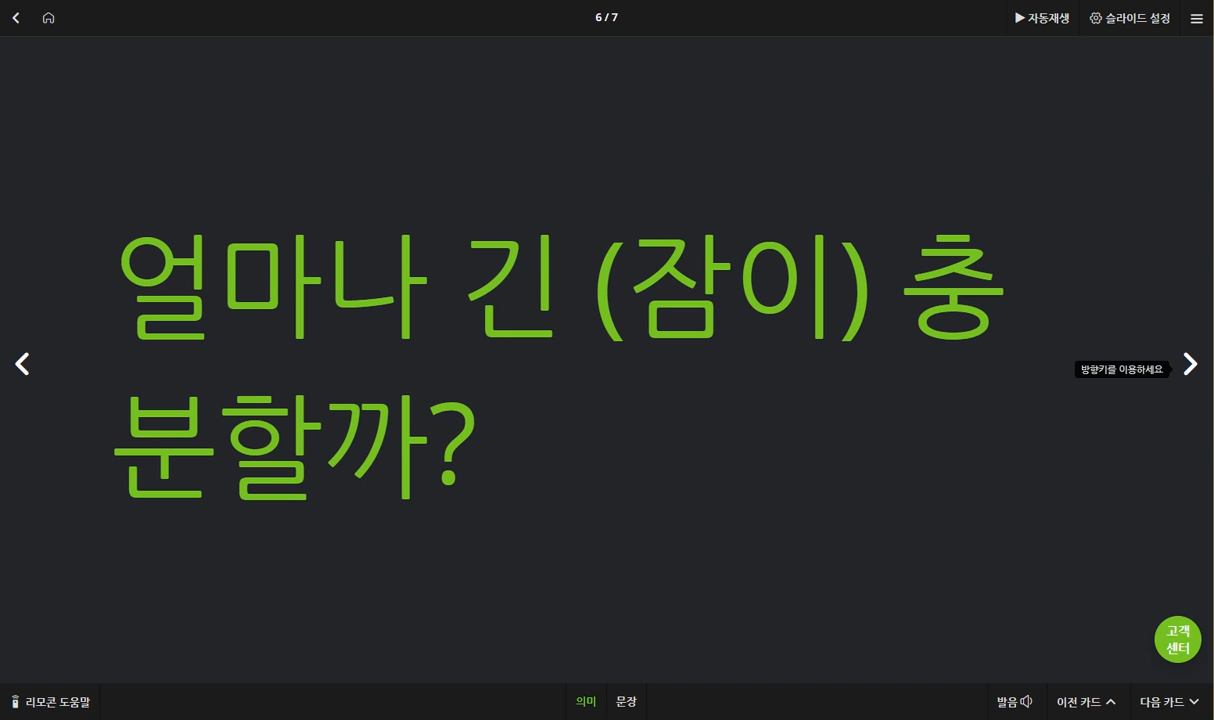 6 / 7
자동재생
슬라이드 설정
얼마나 긴 (잠이) 충
분할까?
방향키를 이용하세요
고객
센터
리모콘 도움말
의미
문장
발음
이전 카드
다음 카드